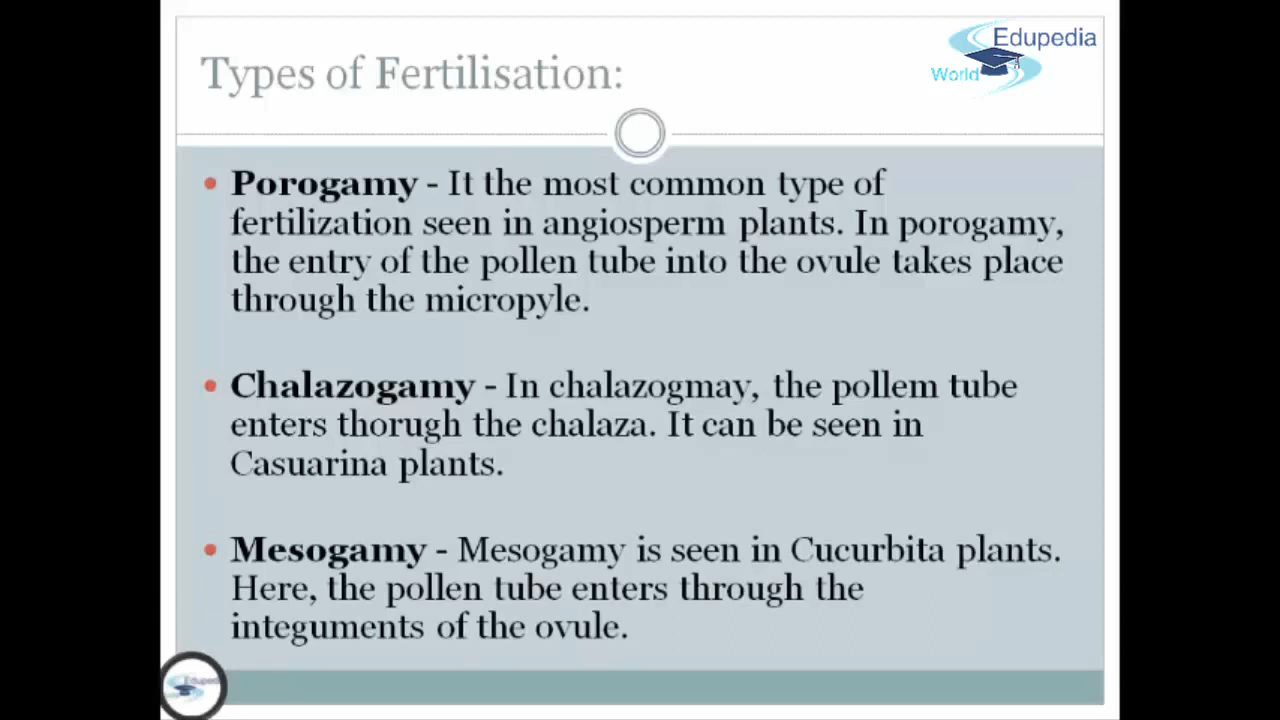 Edupedia
World
Types of Fertilisation:
• Porogamy - It the most common type of
fertilization seen in angiosperm plants. In porogamy,
the entry of the pollen tube into the ovule takes place
through the micropyle.
• Chalazogamy - In chalazogmay, the pollem tube
enters thorugh the chalaza. It can be seen in
Casuarina plants.
• Mesogamy - Mesogamy is seen in Cucurbita plants.
Here, the pollen tube enters through the
integuments of the ovule.